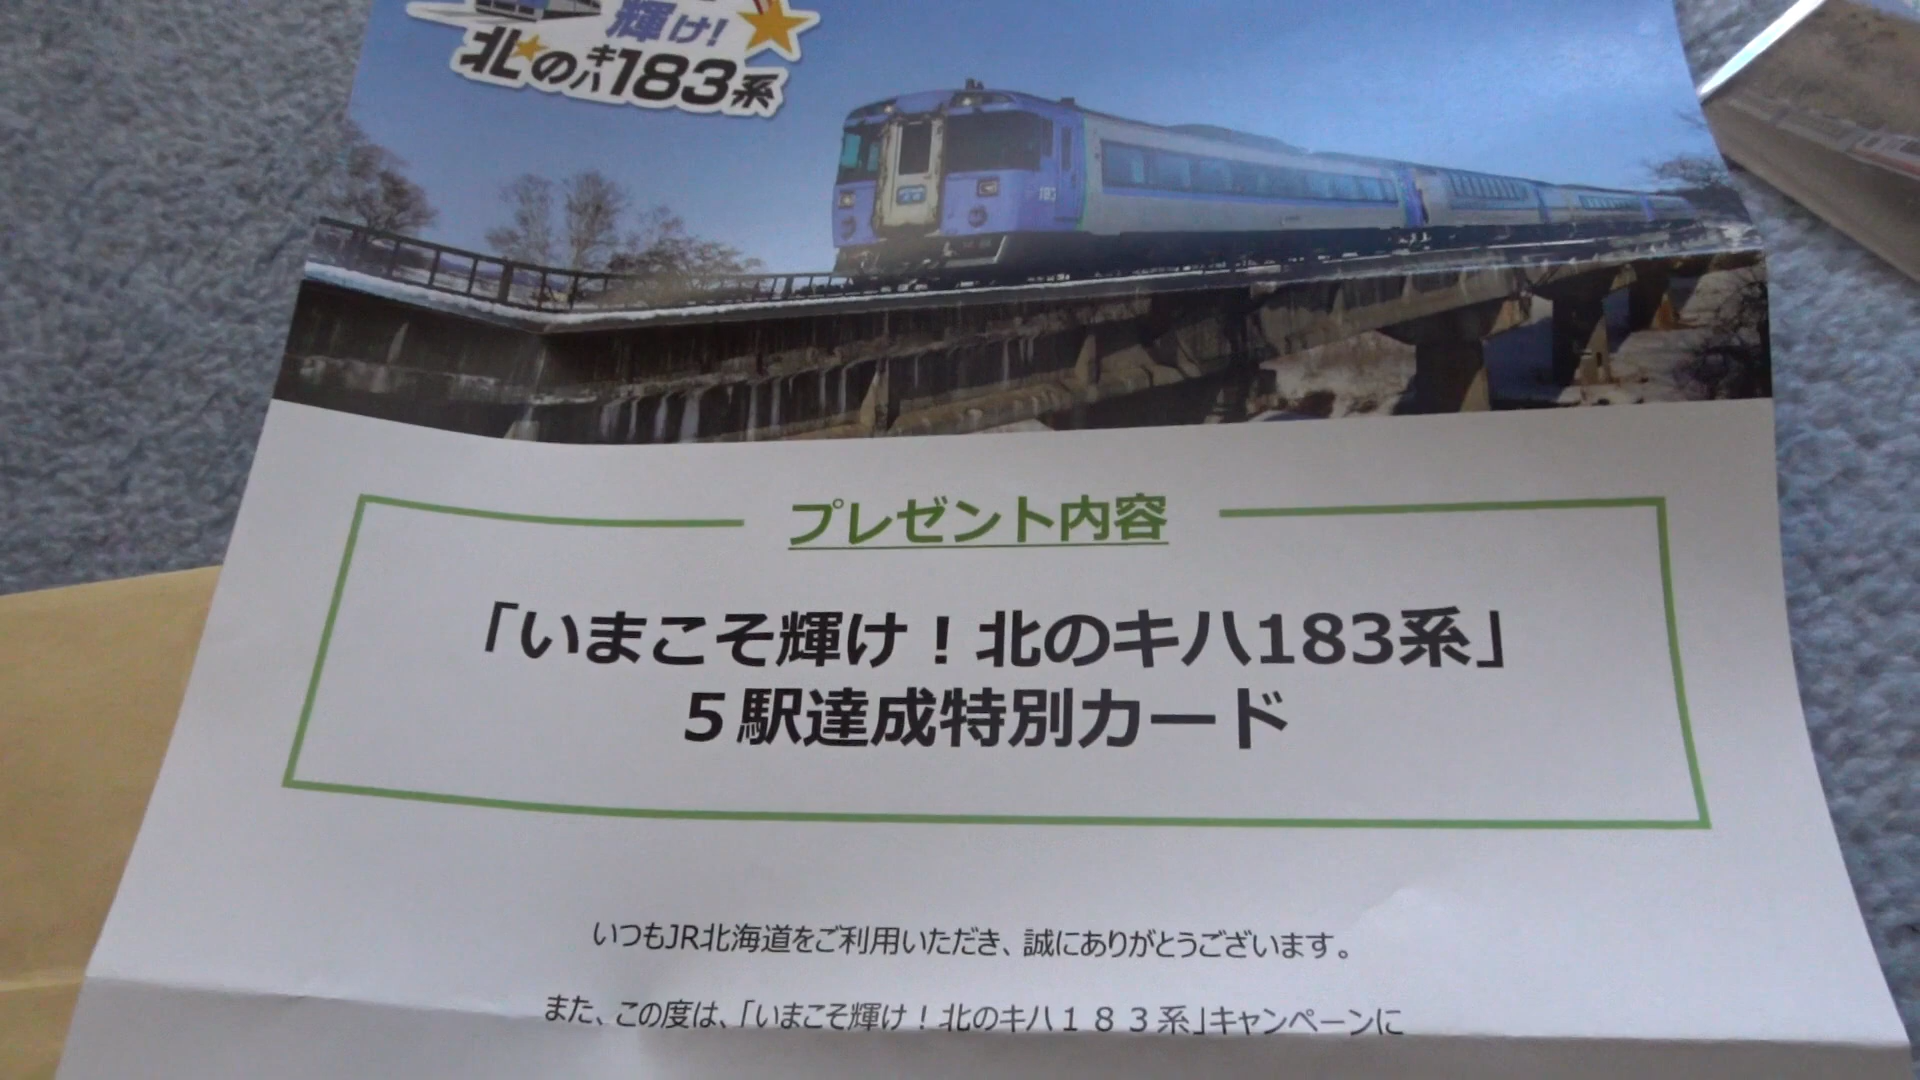 輝け!
北のキハ183系
183
プレゼント内容
「いまこそ輝け！北のキハ183系」
５駅達成特別カード
いつもJR北海道をご利用いただき、誠にありがとうございます。
また、この度は、「いまこそ輝け！北のキハ１８３系」キャンペーンに